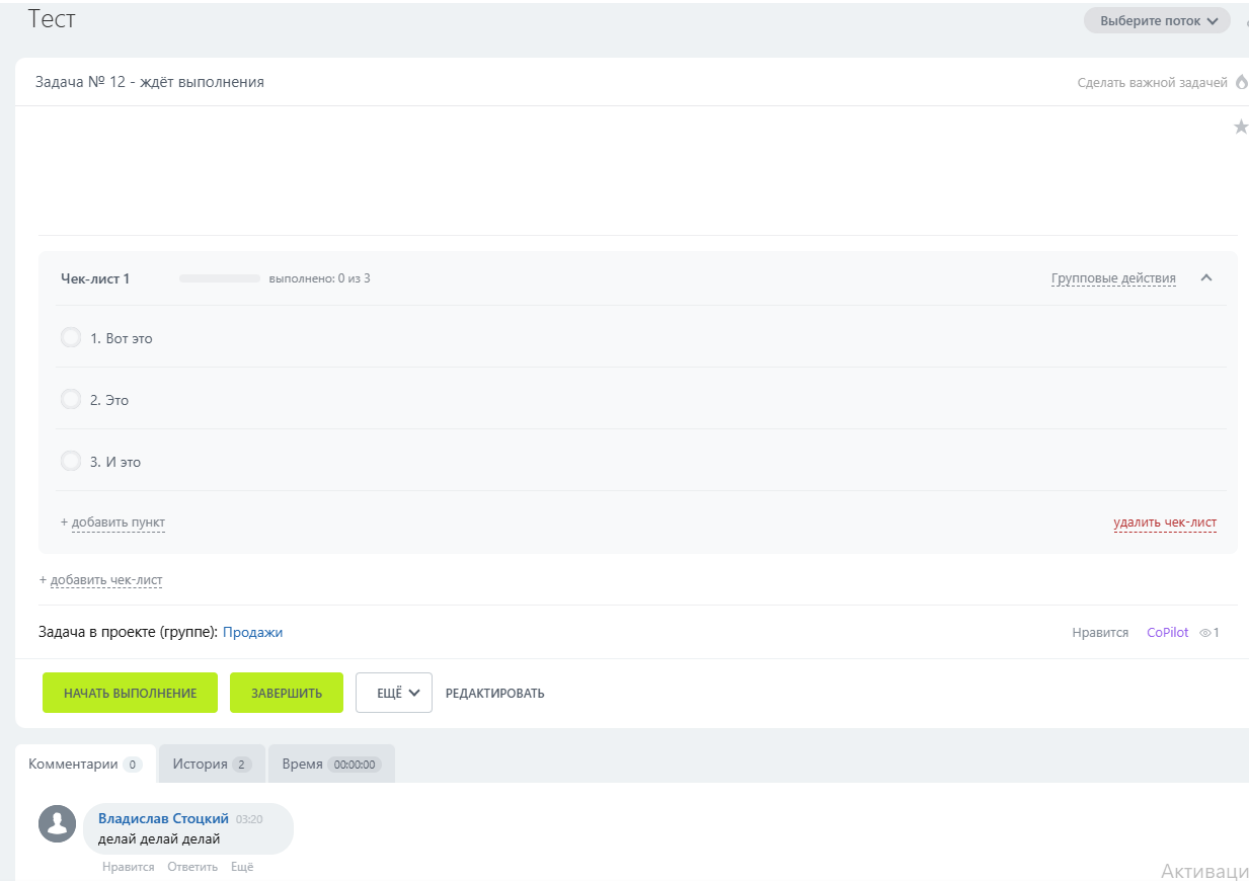 Тест
Выберите поток
Задача № 12 - ждёт выполнения
Сделать важной задачей
Чек-лист 1
выполнено: 0 из 3
Групповые действия
1. Вот это
2. Это
3. И это
+ добавить пункт
удалить чек-лист
+ добавить чек-лист
Задача в проекте (группе): Продажи
Нравится CoPilot 1
НАЧАТЬ ВЫПОЛНЕНИЕ
ЗАВЕРШИТЬ
ЕЩЁ
РЕДАКТИРОВАТЬ
Комментарии 0
История 2
Время 00:00:00
Владислав Стоцкий 03:20
делай делай делай
Нравится Ответить Ещё
Активаци